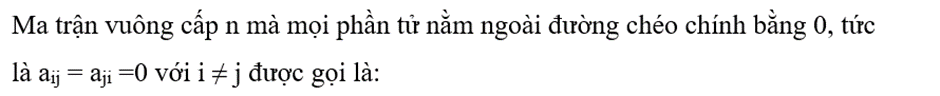 Ma trận vuông cấp n mà mọi phần tử nằm ngoài đường chéo chính bằng 0, tức
là aij = aji =0 với i ≠ j được gọi là: